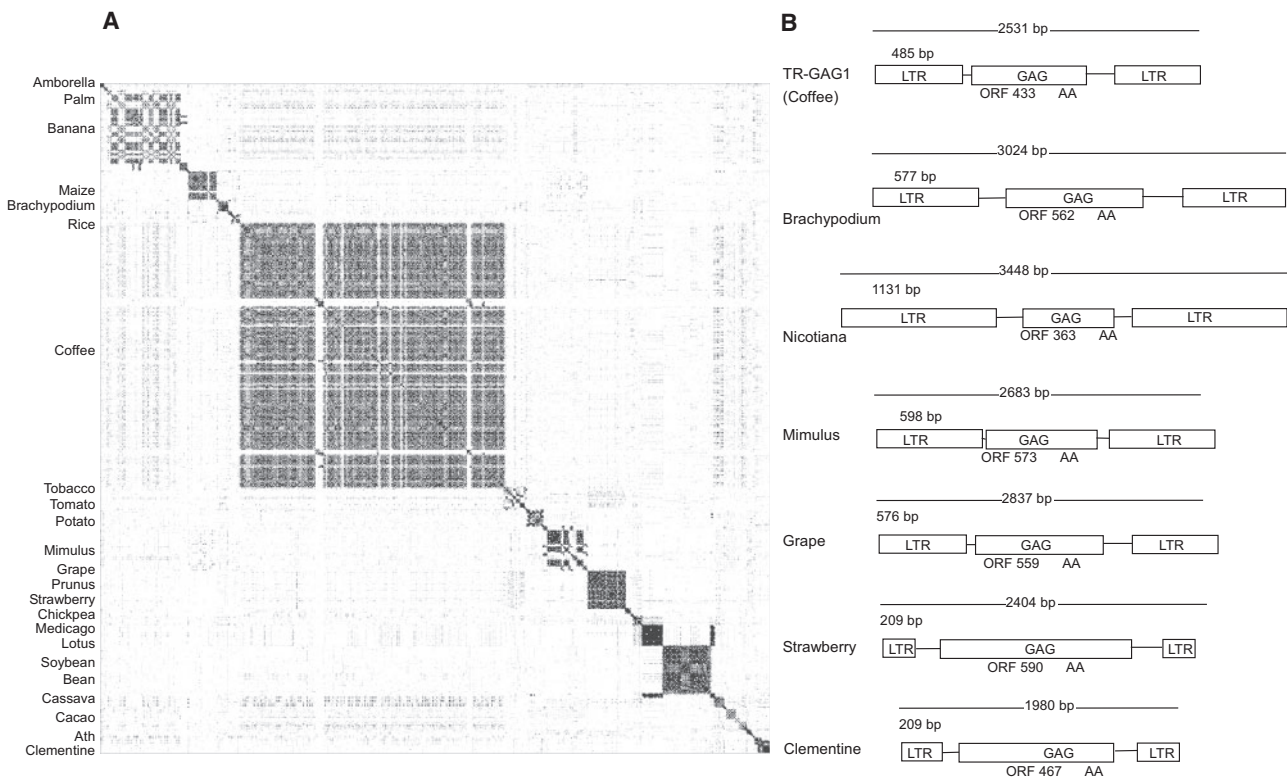 A
Amborella
Palm
Banana
Maize
Brachypodium
Rice
Coffee
Tobacco
Tomato
Potato
Mimulus
Grape
Prunus
Strawberry
Chickpea
Medicago
Lotus
Soybean
Bean
Cassava
Cacao
Ath
Clementine
B
2531 bp
485 bp
TR-GAG1
(Coffee)
LTR GAG LTR
ORF 433 AA
3024 bp
577 bp
LTR GAG LTR
Brachypodium
ORF 562 AA
3448 bp
1131 bp
LTR GAG LTR
Nicotiana
ORF 363 AA
2683 bp
598 bp
Mimulus
LTR GAG LTR
ORF 573 AA
2837 bp
576 bp
Grape
LTR GAG LTR
ORF 559 AA
2404 bp
209 bp
Strawberry
LTR GAG LTR
ORF 590 AA
1980 bp
209 bp
Clementine
LTR GAG LTR
ORF 467 AA